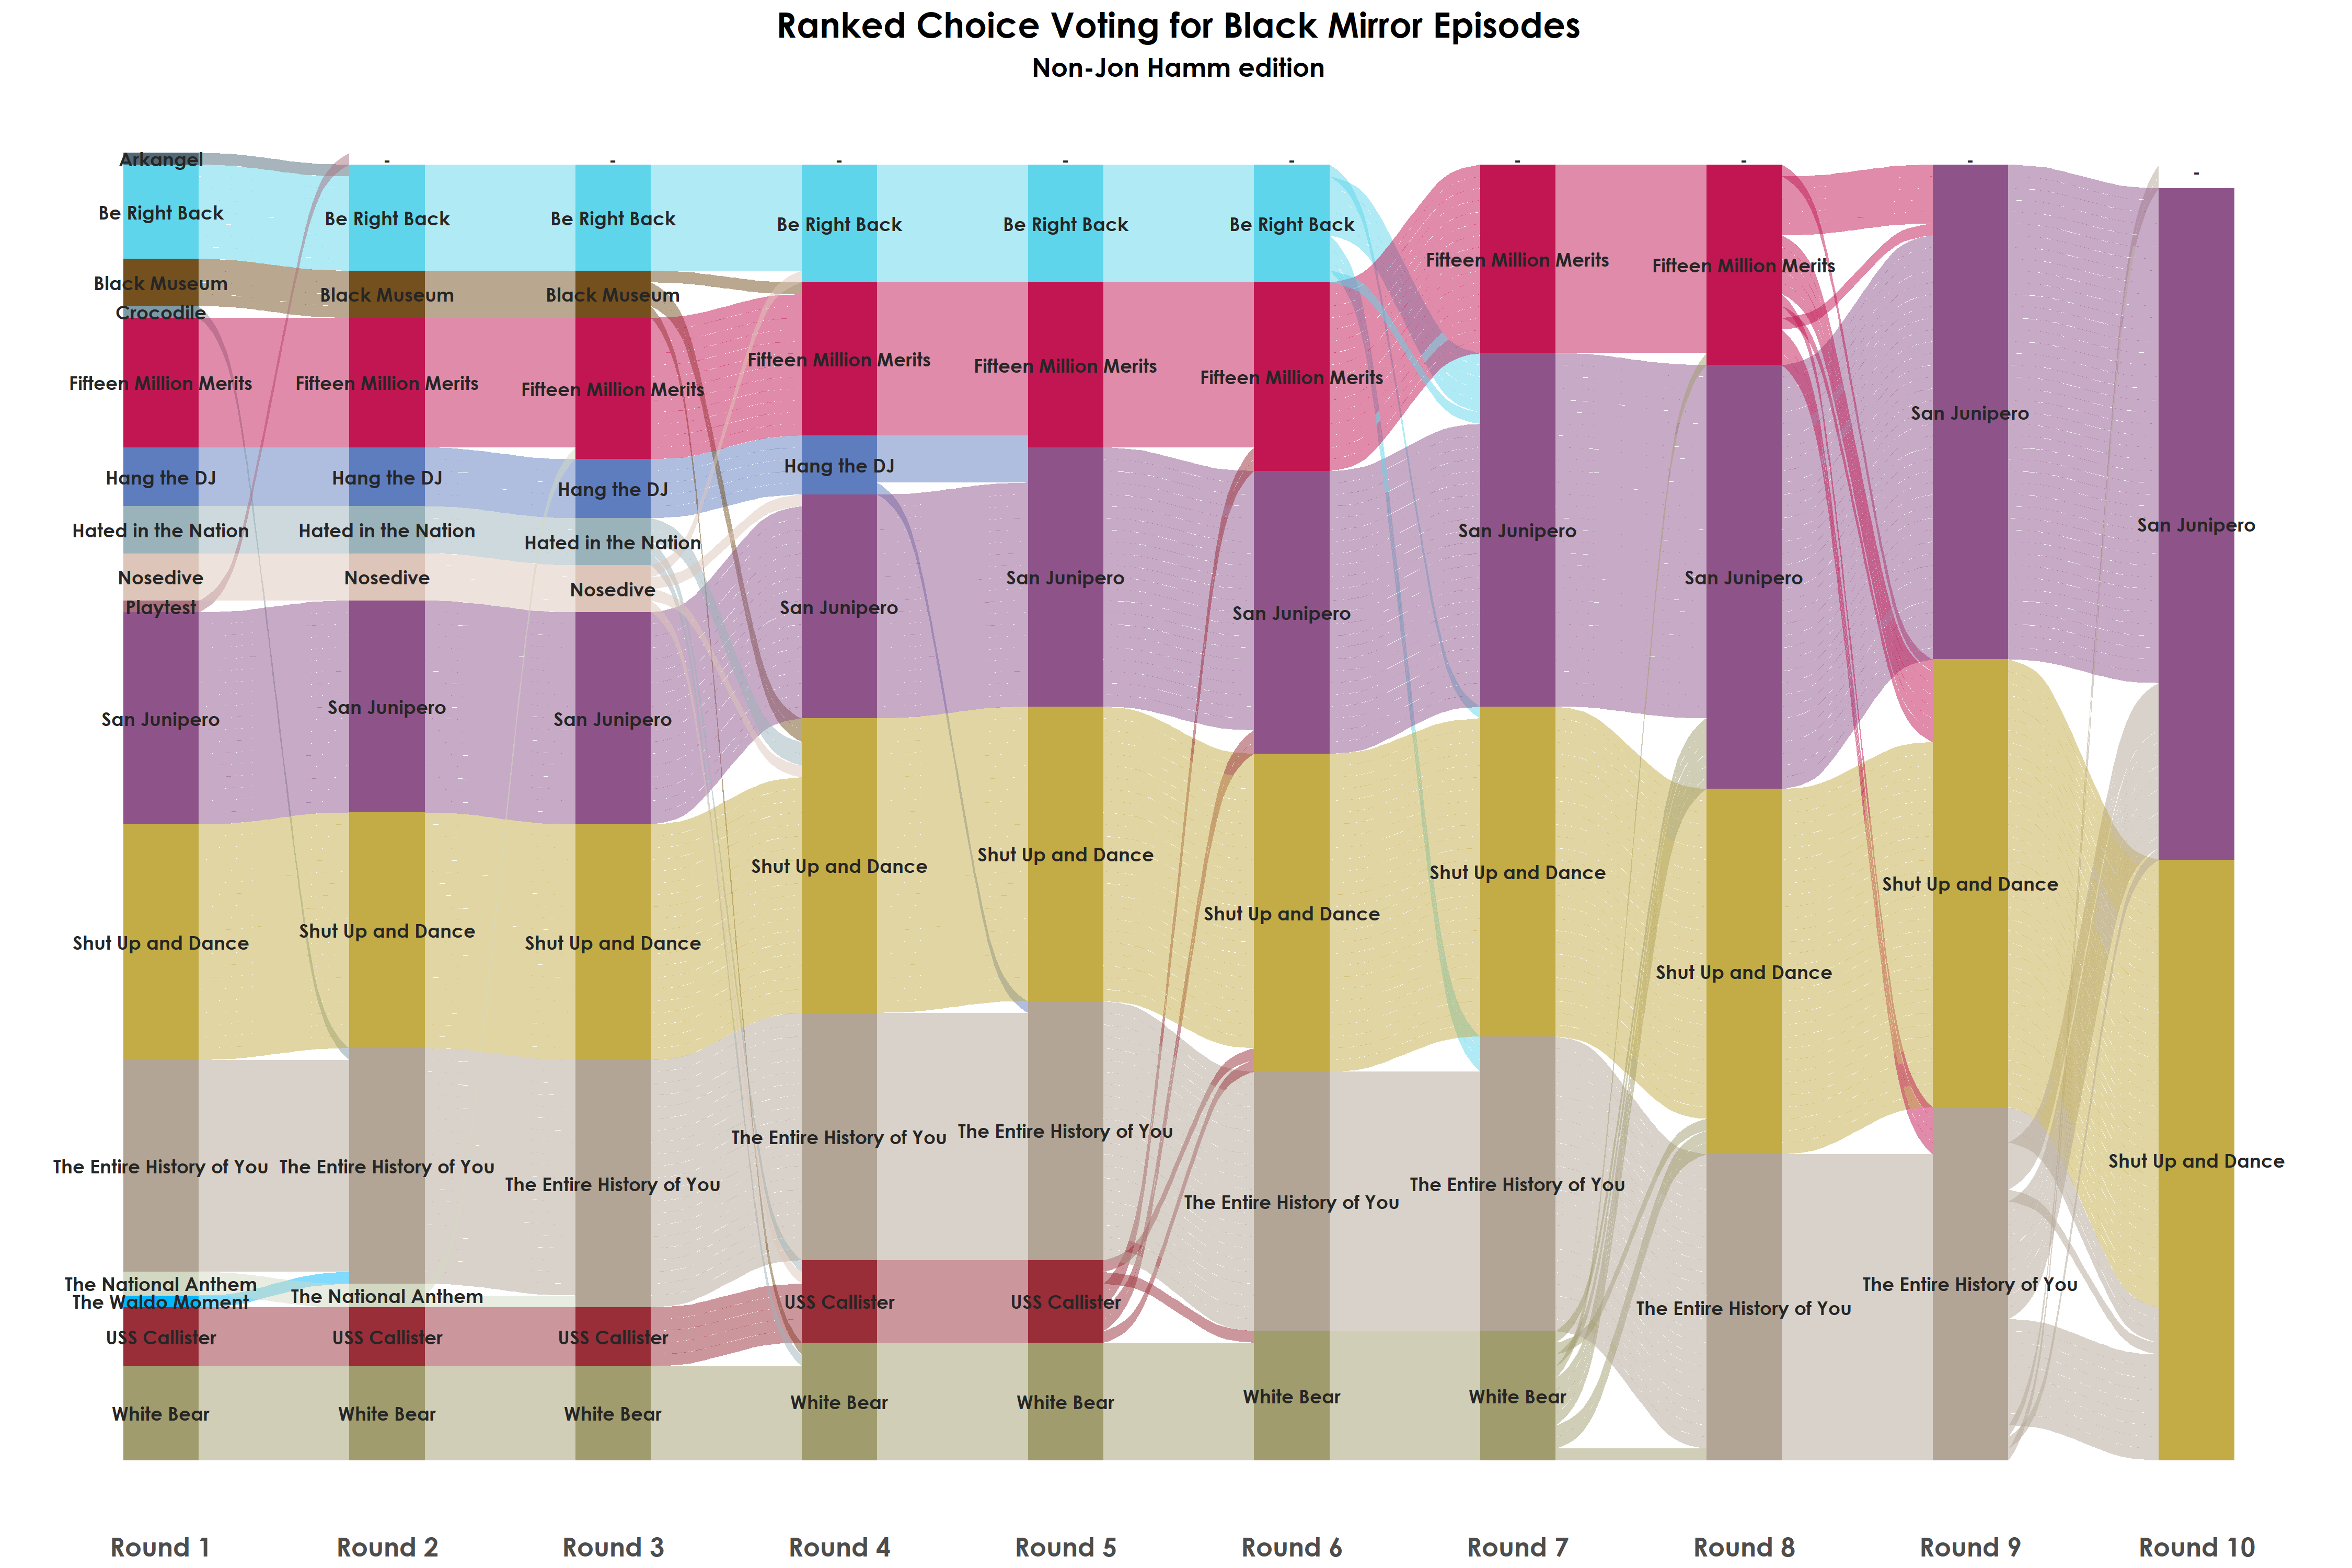 Ranked Choice Voting for Black Mirror Episodes
Non-Jon Hamm edition
Arkangel
Be Right Back
Black Museum
Crocodile
Fifteen Million Merits
Hang the DJ
Hated in the Nation
Nosedive
Playtest
San Junipero
Shut Up and Dance
The Entire History of You
The National Anthem
The Waldo Moment
USS Callister
White Bear
-
Be Right Back
Black Museum
Fifteen Million Merits
Hang the DJ
Hated in the Nation
Nosedive
San Junipero
Shut Up and Dance
The Entire History of You
The National Anthem
USS Callister
White Bear
-
Be Right Back
Black Museum
Fifteen Million Merits
Hang the DJ
Hated in the Nation
Nosedive
San Junipero
Shut Up and Dance
The Entire History of You
USS Callister
White Bear
-
Be Right Back
Fifteen Million Merits
Hang the DJ
San Junipero
Shut Up and Dance
The Entire History of You
USS Callister
White Bear
-
Be Right Back
Fifteen Million Merits
San Junipero
Shut Up and Dance
The Entire History of You
USS Callister
White Bear
-
Be Right Back
Fifteen Million Merits
San Junipero
Shut Up and Dance
The Entire History of You
White Bear
-
Fifteen Million Merits
San Junipero
Shut Up and Dance
The Entire History of You
White Bear
-
Fifteen Million Merits
San Junipero
Shut Up and Dance
The Entire History of You
-
San Junipero
Shut Up and Dance
The Entire History of You
-
San Junipero
Shut Up and Dance
Round 1
Round 2
Round 3
Round 4
Round 5
Round 6
Round 7
Round 8
Round 9
Round 10